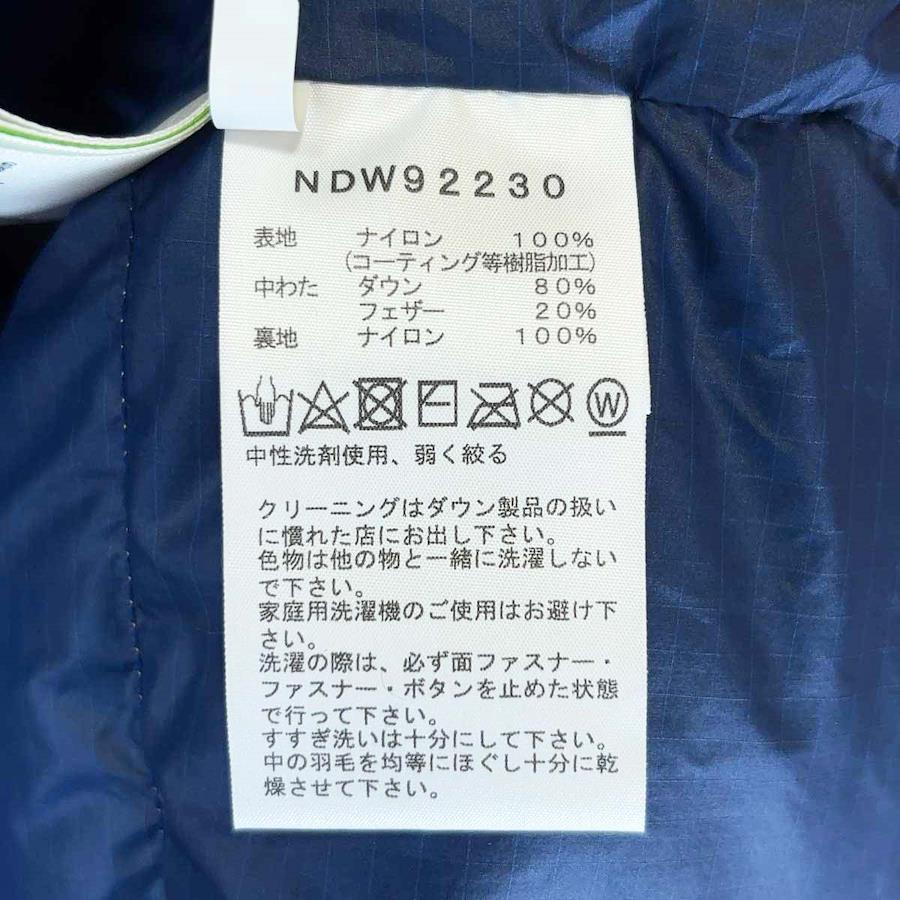 NDW92230
表地 ナイロン 100%
(コーティング等樹脂加工)
中わた ダウン 80%
フェザー 20%
裏地 ナイロン 100%
W
中性洗剤使用、弱く絞る
クリーニングはダウン製品の扱い
に慣れた店にお出し下さい。
色物は他の物と一緒に洗濯しない
で下さい。
家庭用洗濯機のご使用はお避け下
さい。
洗濯の際は、必ず面ファスナー・
ファスナー・ボタンを止めた状態
で行って下さい。
すすぎ洗いは十分にして下さい。
中の羽毛を均等にほぐし十分に乾
燥させて下さい。